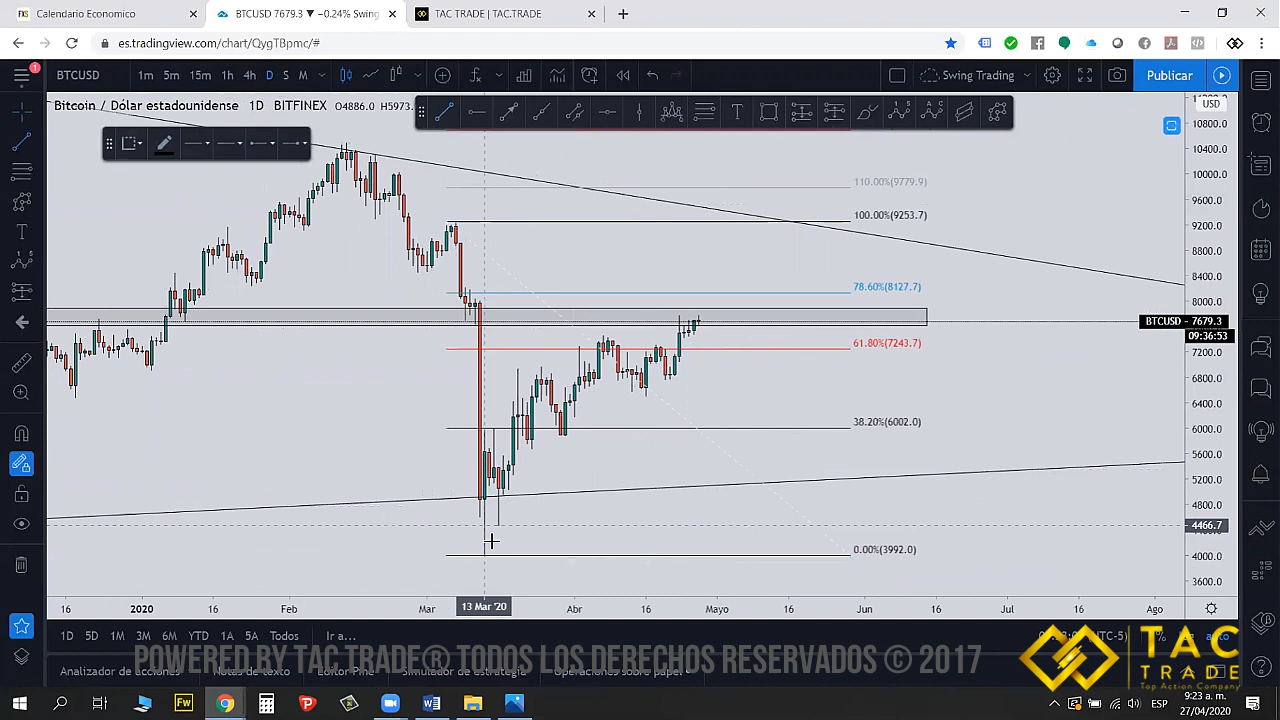 Calendario Economico
BTCUSD 7679.3 ▼ −0.24% Swing
TAC TRADE | TAC.TRADE
es.tradingview.com/chart/QygTBpmc/#
1
BTCUSD
1m 5m 15m 1h 4h D S M
Swing Trading
Publicar
Bitcoin / Dólar estadounidense 1D BITFINEX O4886.0 H5973.
USD
10800.0
10400.0
10000.0
9200.0
8800.0
8400.0
8000.0
BTCUSD - 7679.3
09:36:53
7200.0
6800.0
6400.0
6000.0
5200.0
4800.0
4466.7
4000.0
3600.0
110.00%(9779.9)
100.00%(9253.7)
78.60%(8127.7)
61.80%(7243.7)
38.20%(6002.0)
0.00%(3992.0)
16 2020 16 Feb Mar 13 Mar '20 Abr 16 Mayo 16 Jun 16 Jul 16 Ago
1D 5D 1M 3M 6M YTD 1A 5A Todos Ir a...
(UTC-5) % auto
Analizador de acciones Notas de texto Editor Pine Simulador de estrategia Operaciones sobre papel
POWERED BY TAC TRADE® TODOS LOS DERECHOS RESERVADOS © 2017
TAC
TRADE
Top Action Company
Fw
ESP
9:23 a. m.
27/04/2020